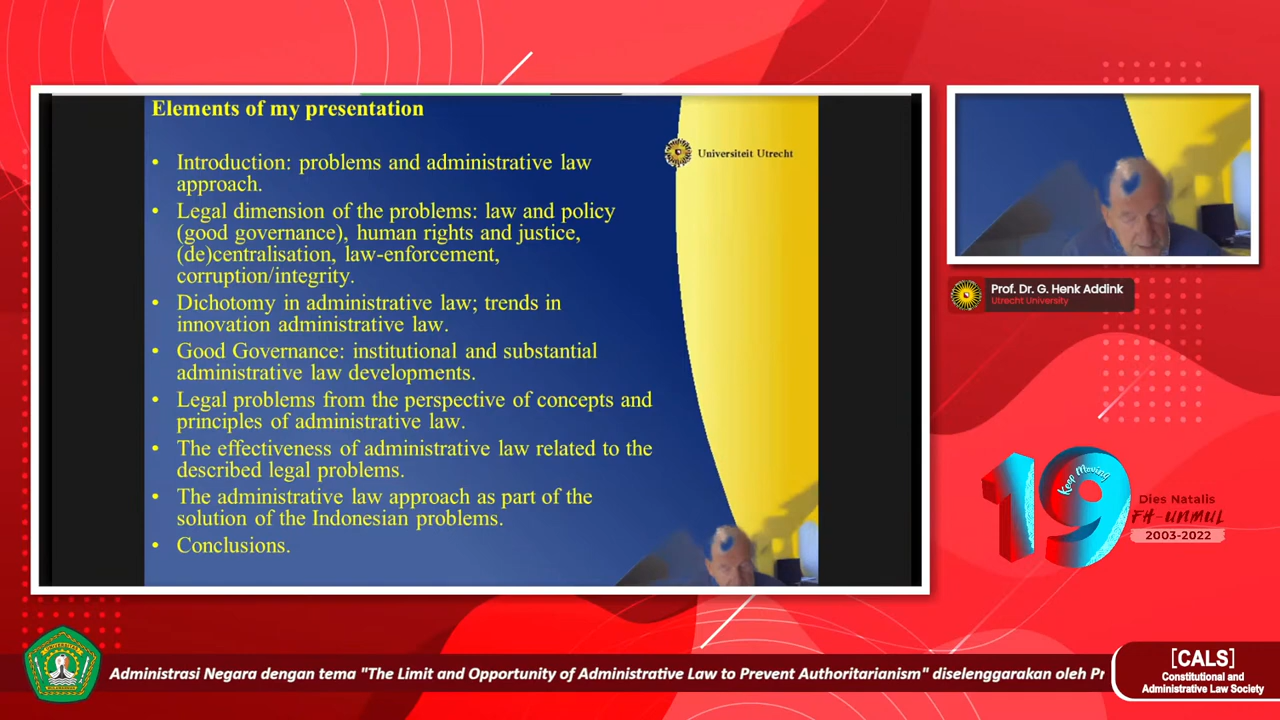 Elements of my presentation
• Introduction: problems and administrative law
approach.
• Legal dimension of the problems: law and policy
(good governance), human rights and justice,
(de)centralisation, law-enforcement,
corruption/integrity.
• Dichotomy in administrative law; trends in
innovation administrative law.
• Good Governance: institutional and substantial
administrative law developments.
• Legal problems from the perspective of concepts and
principles of administrative law.
• The effectiveness of administrative law related to the
described legal problems.
• The administrative law approach as part of the
solution of the Indonesian problems.
• Conclusions.
Universiteit Utrecht
Prof. Dr. G. Henk Addink
Utrecht University
19
Keep Moving
Dies Natalis
FH-UNMUL
2003-2022
Administrasi Negara dengan tema "The Limit and Opportunity of Administrative Law to Prevent Authoritarianism" diselenggarakan oleh Pr
[CALS]
Constitutional and
Administrative Law Society